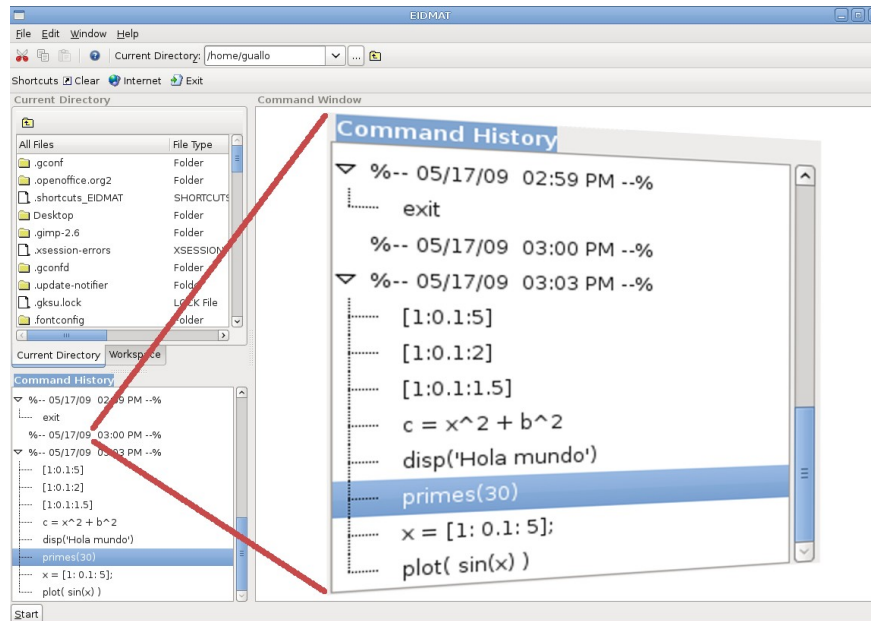 EIDMAT
File Edit Window Help
Current Directory: /home/guallo ...
Shortcuts Clear Internet Exit
Current Directory
All Files File Type
.gconf Folder
.openoffice.org2 Folder
.shortcuts_EIDMAT SHORTCUTS
Desktop Folder
.gimp-2.6 Folder
.xsession-errors XSESSION
.gconfd Folder
.update-notifier Folder
.gksu.lock LOCK File
.fontconfig Folder
Current Directory Workspace
Command History
%-- 05/17/09 02:59 PM --%
exit
%-- 05/17/09 03:00 PM --%
%-- 05/17/09 03:03 PM --%
[1:0.1:5]
[1:0.1:2]
[1:0.1:1.5]
c = x^2 + b^2
disp('Hola mundo')
primes(30)
x = [1: 0.1: 5];
plot( sin(x) )
Start
Command Window
Command History
%-- 05/17/09 02:59 PM --%
exit
%-- 05/17/09 03:00 PM --%
%-- 05/17/09 03:03 PM --%
[1:0.1:5]
[1:0.1:2]
[1:0.1:1.5]
c = x^2 + b^2
disp('Hola mundo')
primes(30)
x = [1: 0.1: 5];
plot( sin(x) )